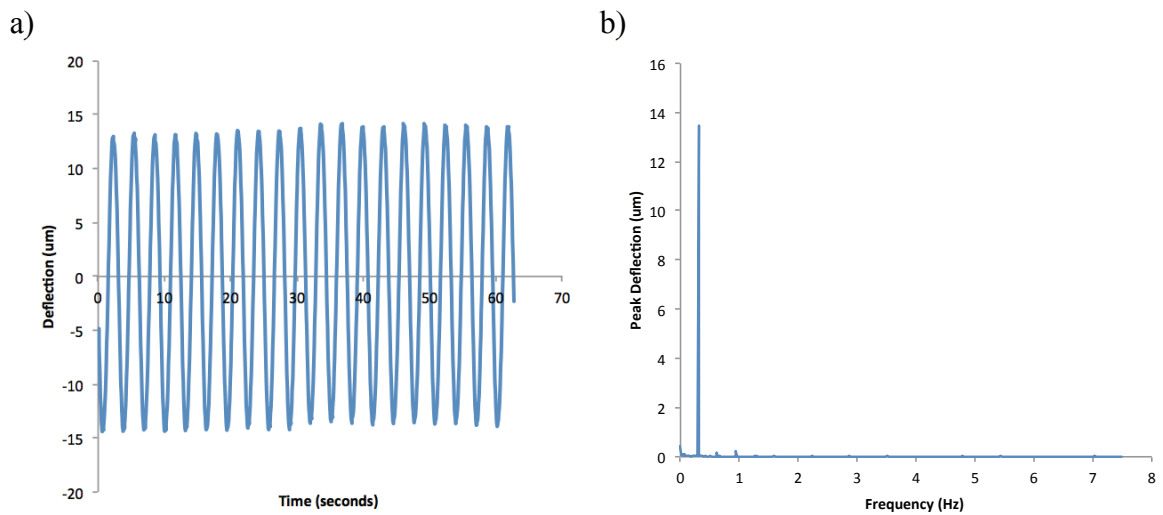 a)
20
15
10
5
0
-5
-10
-15
-20
Deflection (um)
0 10 20 30 40 50 60 70
Time (seconds)
b)
16
14
12
10
8
6
4
2
0
Peak Deflection (um)
0 1 2 3 4 5 6 7 8
Frequency (Hz)